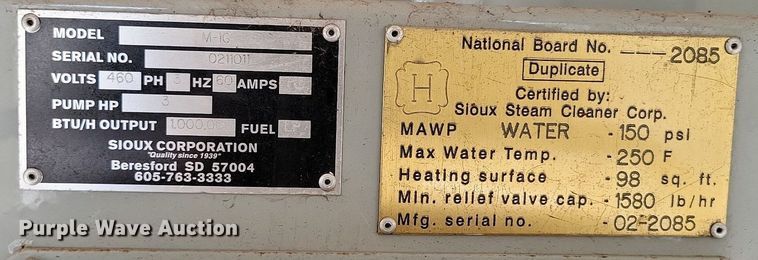 MODEL M-1G
SERIAL NO. 0211011
VOLTS 460 PH 3 HZ 60 AMPS
PUMP HP 3
BTU/H OUTPUT 1,000,0 FUEL
SIOUX CORPORATION
"Quality since 1939"
Beresford SD 57004
605-763-3333
National Board No. ---2085
Duplicate
H
Certified by:
Sioux Steam Cleaner Corp.
MAWP WATER - 150 psi
Max Water Temp. - 250 F
Heating surface - 98 sq. ft.
Min. relief valve cap. - 1580 lb/hr
Mfg. serial no. - 02-2085
Purple Wave Auction